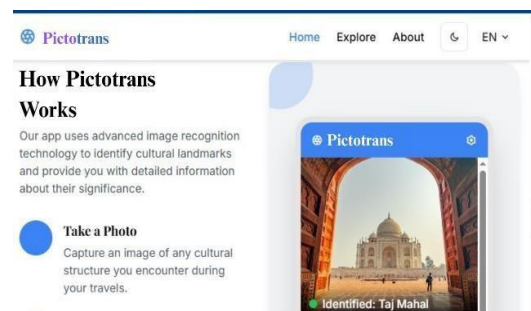 Pictotrans
Home Explore About EN
How Pictotrans
Works
Our app uses advanced image recognition
technology to identify cultural landmarks
and provide you with detailed information
about their significance.
Take a Photo
Capture an image of any cultural
structure you encounter during
your travels.
Pictotrans
Identified: Taj Mahal